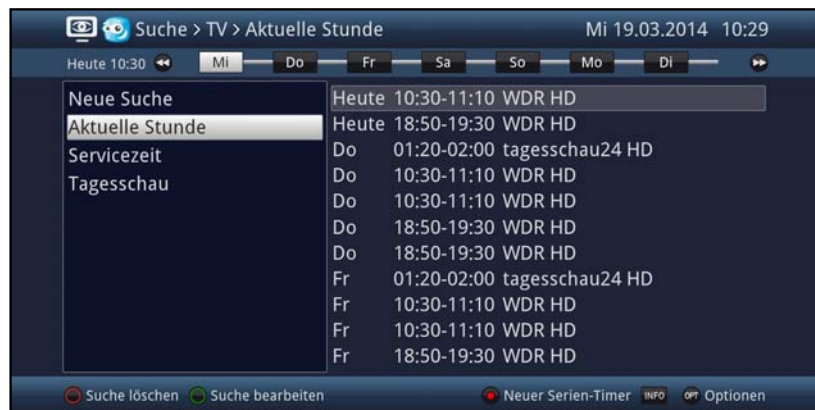 Suche > TV > Aktuelle Stunde Mi 19.03.2014 10:29
Heute 10:30 Mi Do Fr Sa So Mo Di
Neue Suche
Aktuelle Stunde
Servicezeit
Tagesschau
Heute 10:30-11:10 WDR HD
Heute 18:50-19:30 WDR HD
Do 01:20-02:00 tagesschau24 HD
Do 10:30-11:10 WDR HD
Do 10:30-11:10 WDR HD
Do 18:50-19:30 WDR HD
Do 18:50-19:30 WDR HD
Fr 01:20-02:00 tagesschau24 HD
Fr 10:30-11:10 WDR HD
Fr 10:30-11:10 WDR HD
Fr 18:50-19:30 WDR HD
Suche löschen Suche bearbeiten Neuer Serien-Timer INFO OPT Optionen